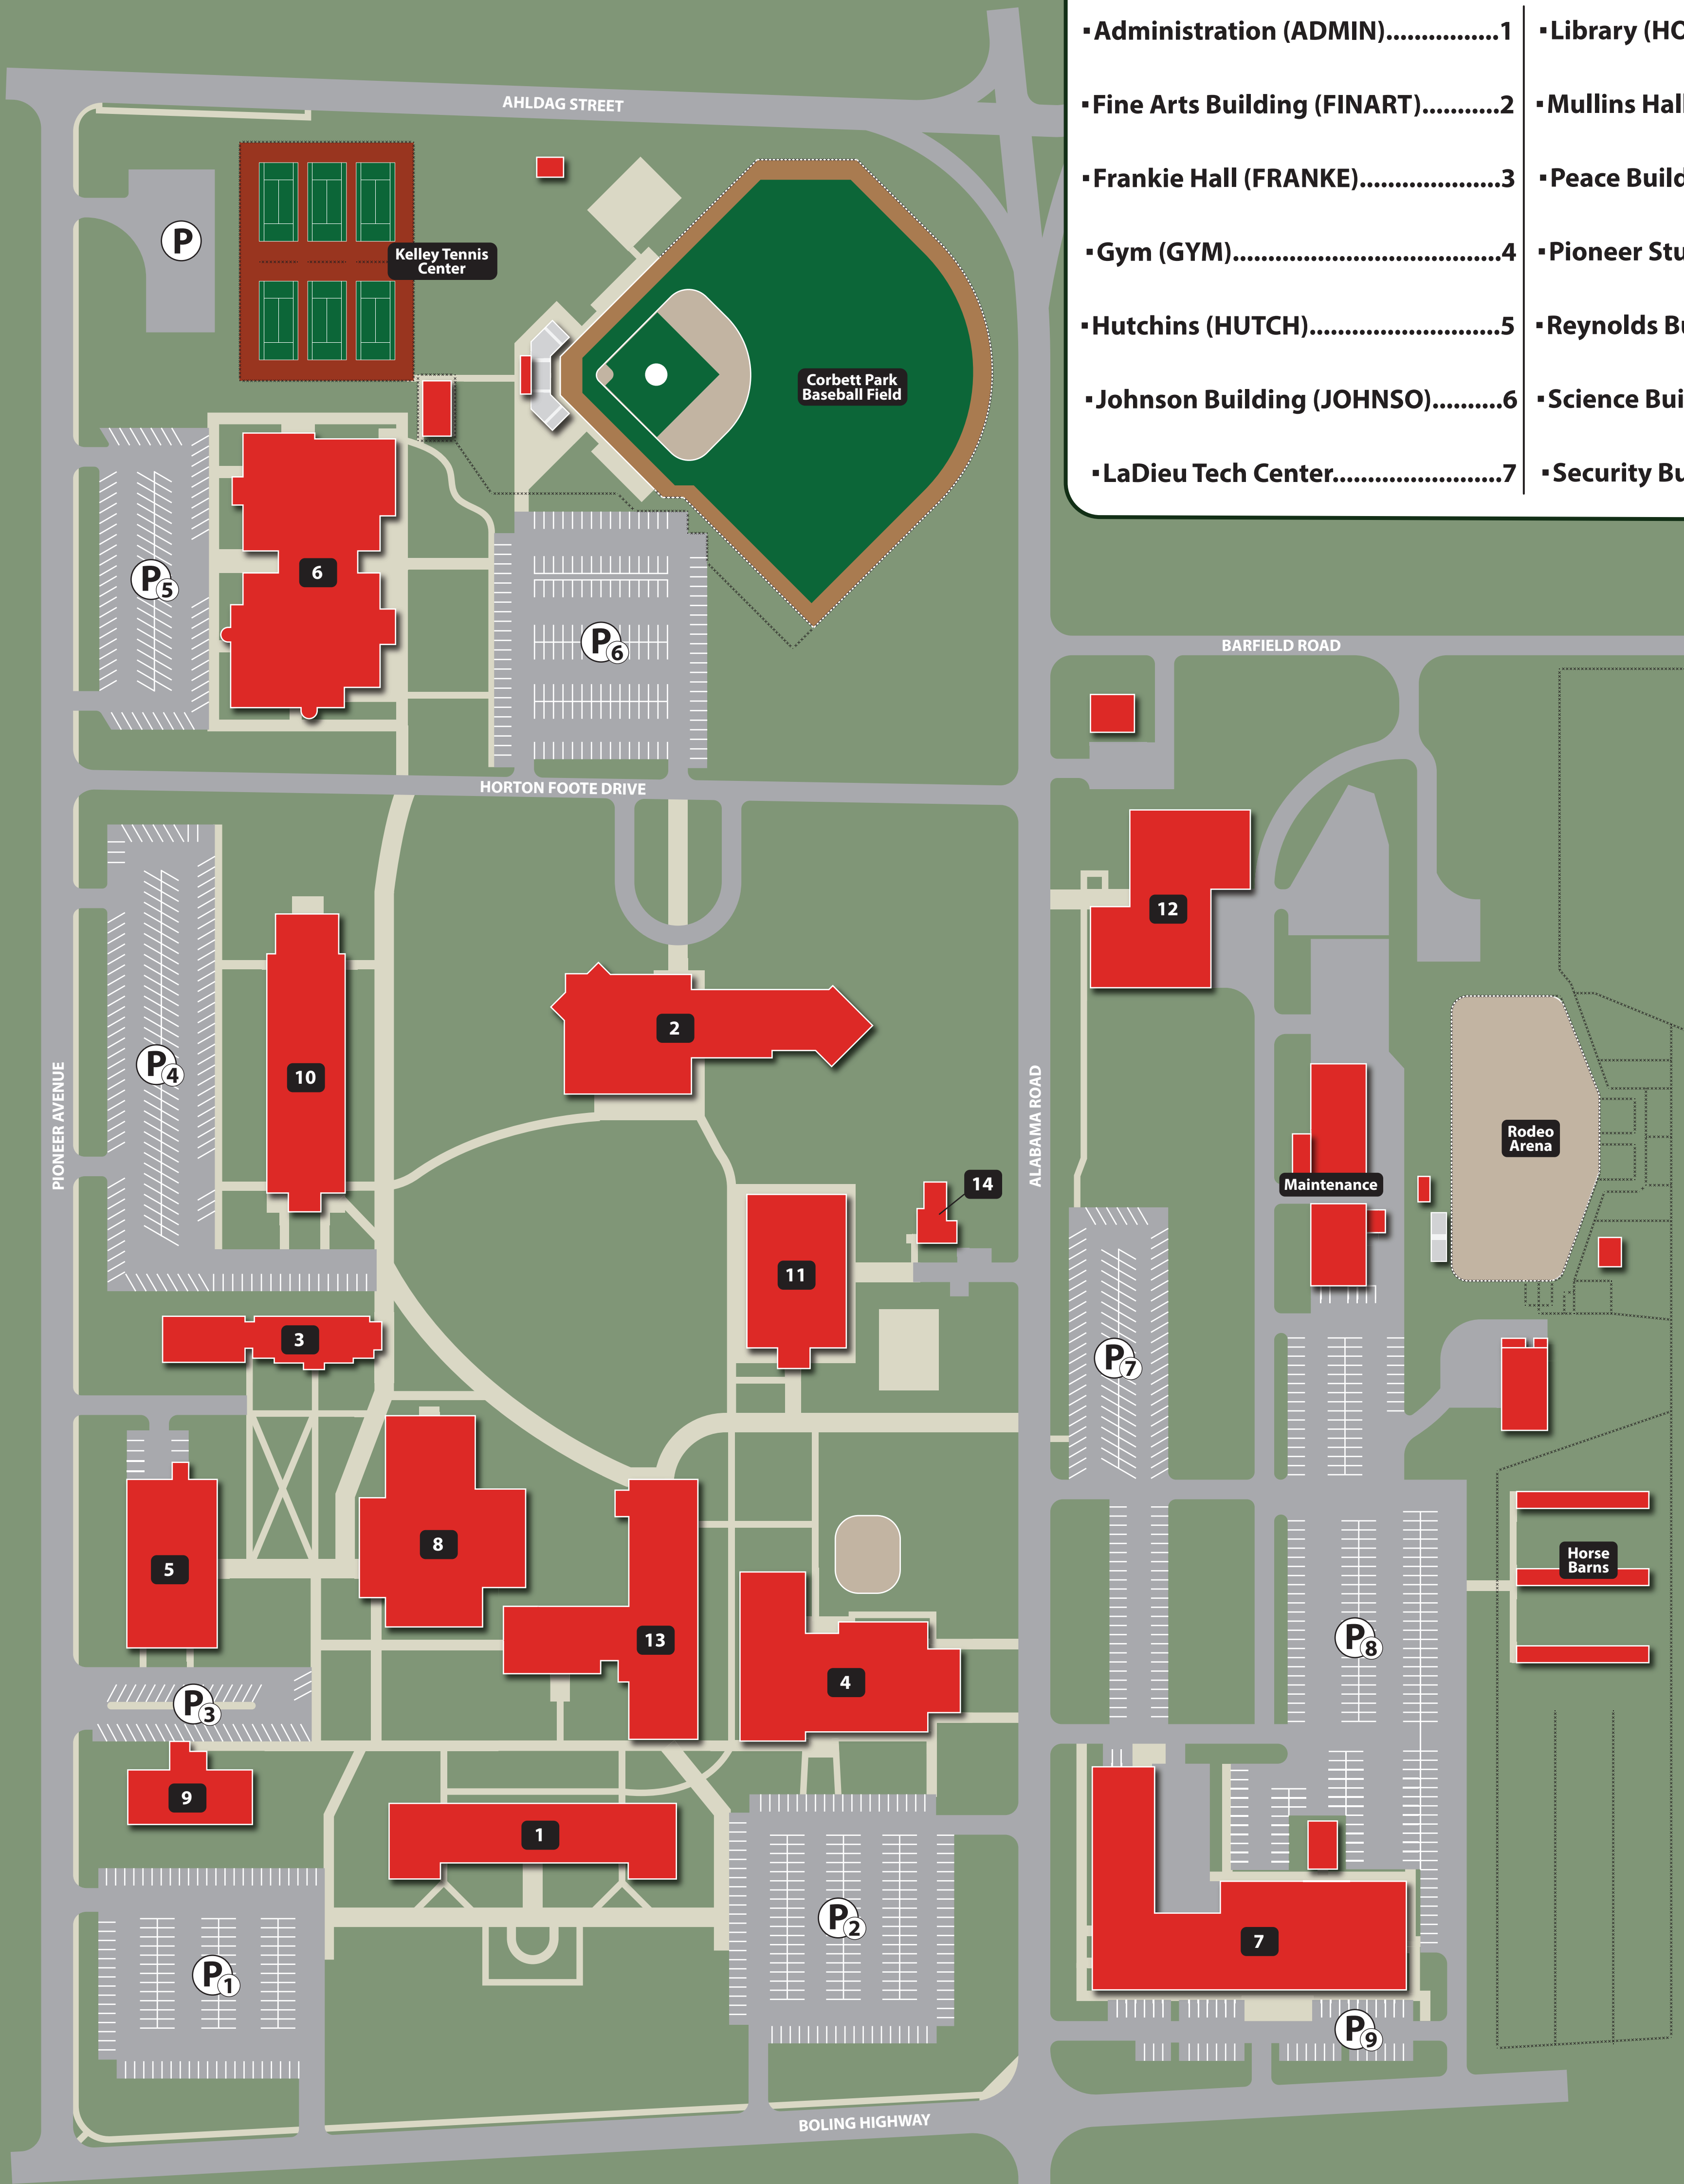 ▪Administration (ADMIN)................1
▪Fine Arts Building (FINART)...........2
▪Frankie Hall (FRANKE)....................3
▪Gym (GYM)......................................4
▪Hutchins (HUTCH)...........................5
▪Johnson Building (JOHNSO)..........6
▪LaDieu Tech Center........................7
▪Library (HO
▪Mullins Hal
▪Peace Build
▪Pioneer Stu
▪Reynolds Bu
▪Science Bui
▪Security Bu
AHLDAG STREET
P
Kelley Tennis
Center
Corbett Park
Baseball Field
P5
6
P6
BARFIELD ROAD
HORTON FOOTE DRIVE
12
2
10
P4
PIONEER AVENUE
ALABAMA ROAD
Rodeo
Arena
14
Maintenance
11
3
P7
8
5
Horse
Barns
13
P8
4
P3
9
1
P2
7
P1
P9
BOLING HIGHWAY